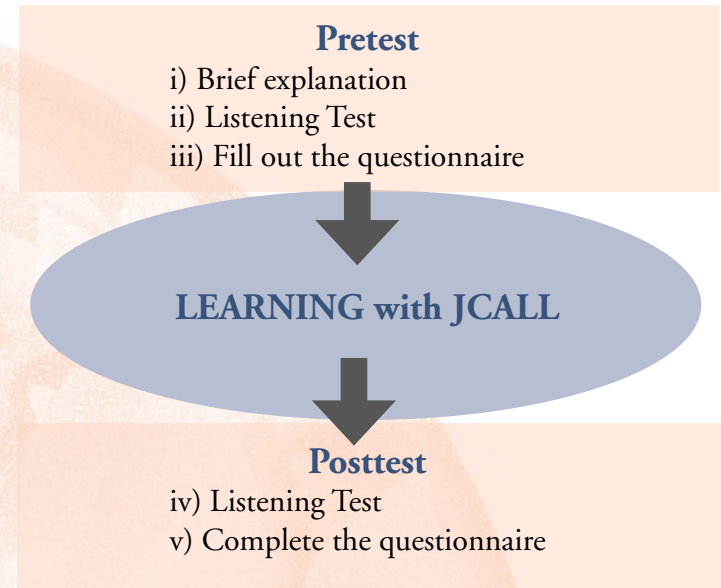 Pretest
i) Brief explanation
ii) Listening Test
iii) Fill out the questionnaire
LEARNING with JCALL
Posttest
iv) Listening Test
v) Complete the questionnaire